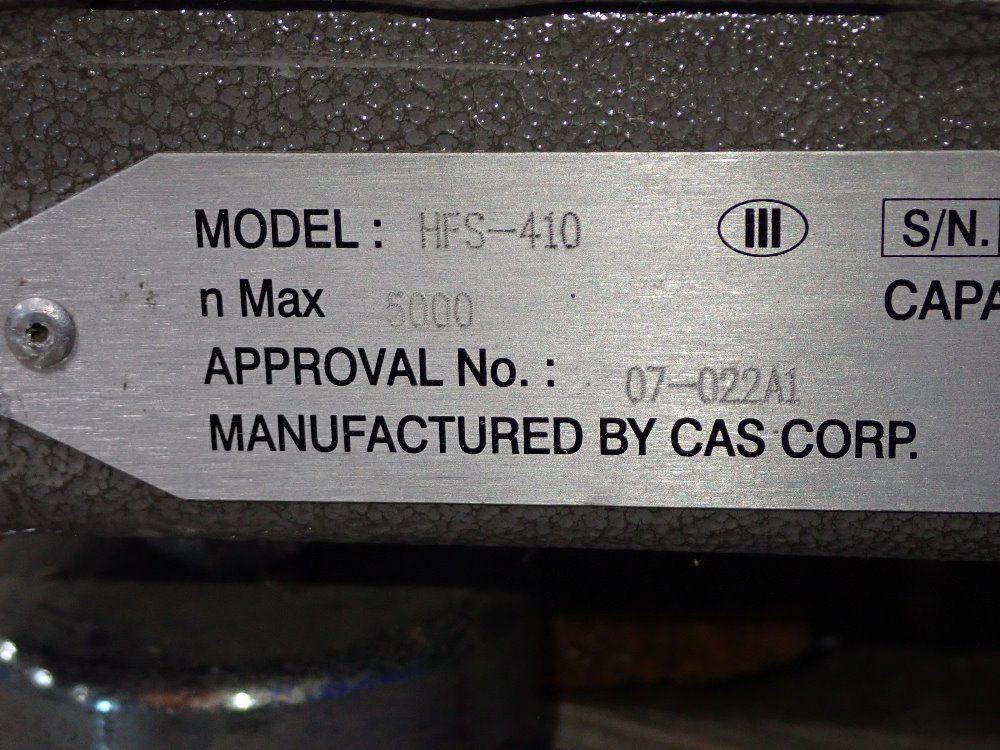 MODEL : HFS-410 III S/N.
n Max 5000 CAPA
APPROVAL No. : 07-022A1
MANUFACTURED BY CAS CORP.